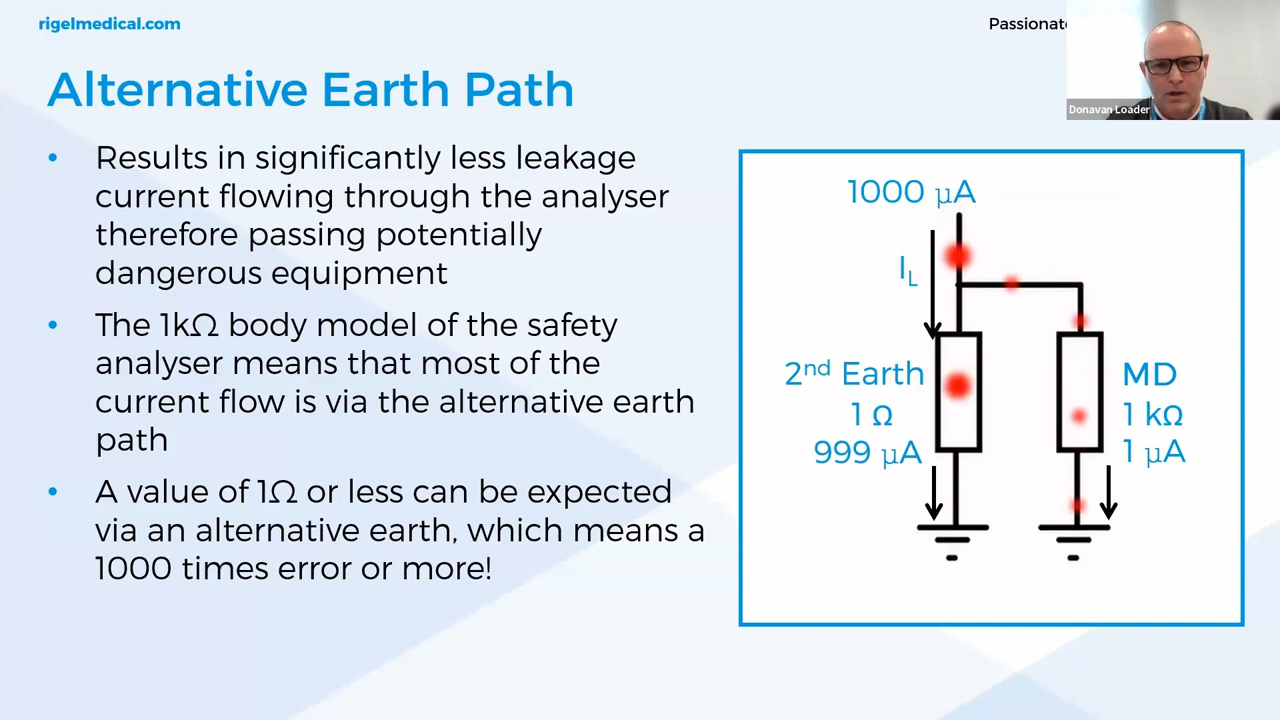 rigelmedical.com
Passionate
Donavan Loader
Alternative Earth Path
• Results in significantly less leakage
current flowing through the analyser
therefore passing potentially
dangerous equipment
• The 1kΩ body model of the safety
analyser means that most of the
current flow is via the alternative earth
path
• A value of 1Ω or less can be expected
via an alternative earth, which means a
1000 times error or more!
1000 µA
IL
2nd Earth
1 Ω
999 µA
MD
1 kΩ
1 µA